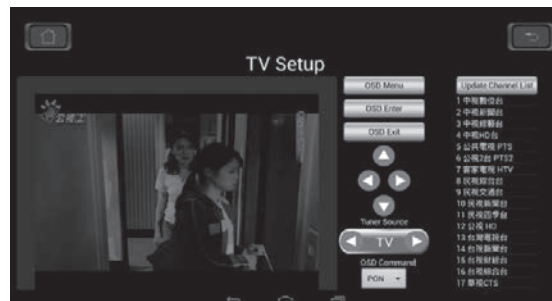 TV Setup
OSD Menu
OSD Enter
OSD Exit
Tuner Source
TV
OSD Command
PON
Update Channel List
1 中視數位台
2 中視新聞台
3 中視經藝台
4 中視HD台
5 公共電視 PTS
6 公視2台 PTS2
7 客家電視 HTV
8 民視綜合台
9 民視交通台
10 民視新聞台
11 民視四季台
12 公視 HD
13 台灣電視台
14 台視新聞台
15 台視財經台
16 台視綜合台
17 華視CTS